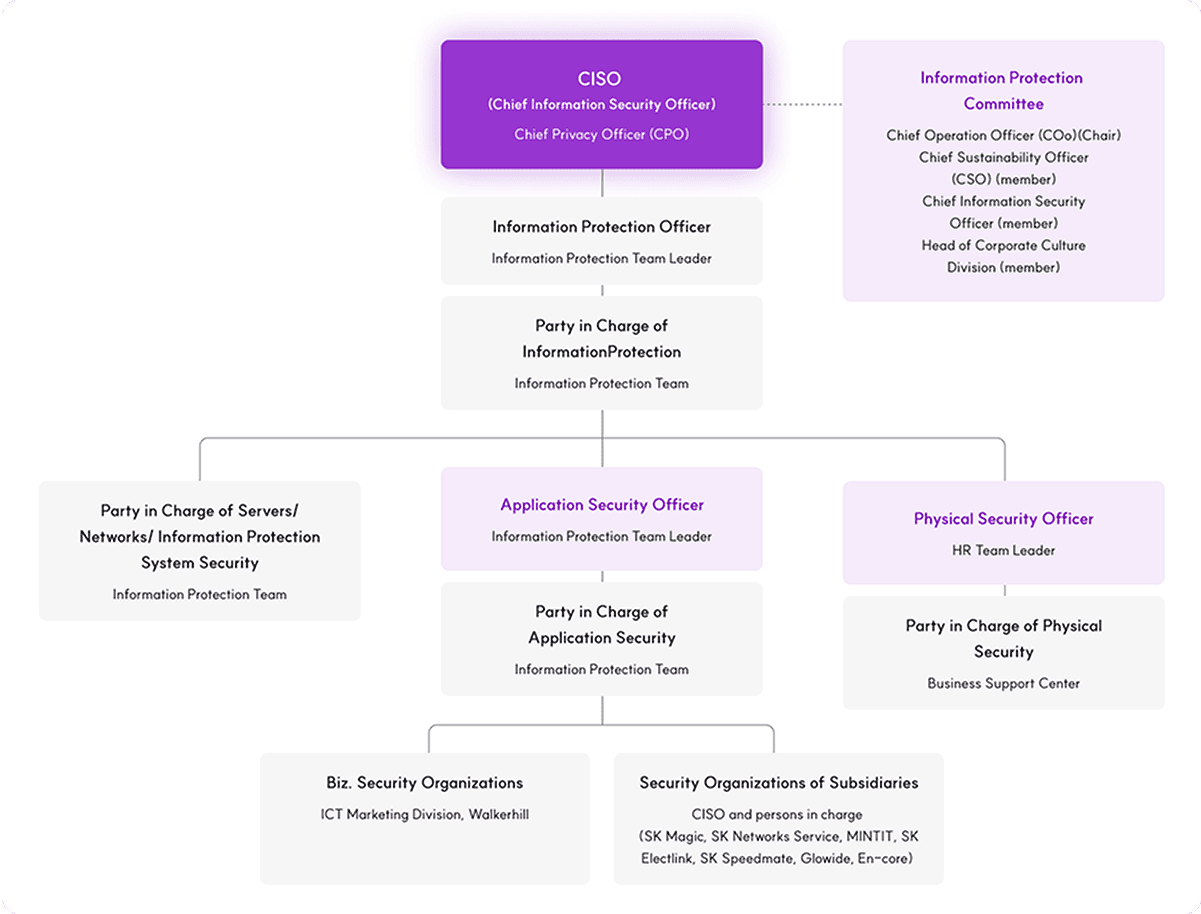 CISO
(Chief Information Security Officer)
Chief Privacy Officer (CPO)
Information Protection
Committee
Chief Operation Officer (COo)(Chair)
Chief Sustainability Officer
(CSO) (member)
Chief Information Security
Officer (member)
Head of Corporate Culture
Division (member)
Information Protection Officer
Information Protection Team Leader
Party in Charge of
InformationProtection
Information Protection Team
Party in Charge of Servers/
Networks/ Information Protection
System Security
Information Protection Team
Application Security Officer
Information Protection Team Leader
Party in Charge of
Application Security
Information Protection Team
Physical Security Officer
HR Team Leader
Party in Charge of Physical
Security
Business Support Center
Biz. Security Organizations
ICT Marketing Division, Walkerhill
Security Organizations of Subsidiaries
CISO and persons in charge
(SK Magic, SK Networks Service, MINTIT, SK
Electlink, SK Speedmate, Glowide, En-core)